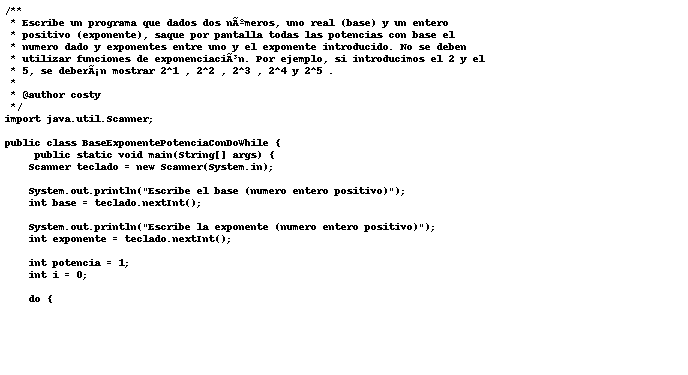 /**
 * Escribe un programa que dados dos nÃºmeros, uno real (base) y un entero
 * positivo (exponente), saque por pantalla todas las potencias con base el
 * numero dado y exponentes entre uno y el exponente introducido. No se deben
 * utilizar funciones de exponenciaciÃ³n. Por ejemplo, si introducimos el 2 y el
 * 5, se deberÃ¡n mostrar 2^1 , 2^2 , 2^3 , 2^4 y 2^5 .
 *
 * @author costy
 */
import java.util.Scanner;

public class BaseExponentePotenciaConDoWhile {
     public static void main(String[] args) {
    Scanner teclado = new Scanner(System.in);

    System.out.println("Escribe el base (numero entero positivo)");
    int base = teclado.nextInt();

    System.out.println("Escribe la exponente (numero entero positivo)");
    int exponente = teclado.nextInt();

    int potencia = 1;
    int i = 0;

    do {